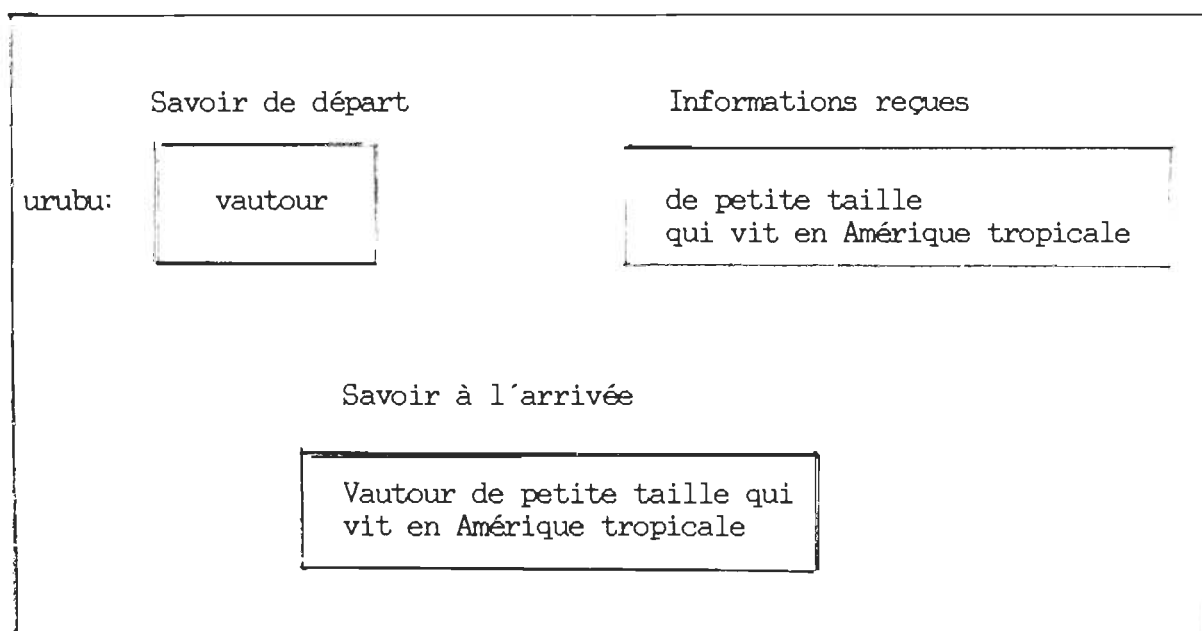 Savoir de départ
Informations reçues
urubu:
vautour
de petite taille
qui vit en Amérique tropicale
Savoir à l´arrivée
Vautour de petite taille qui
vit en Amérique tropicale